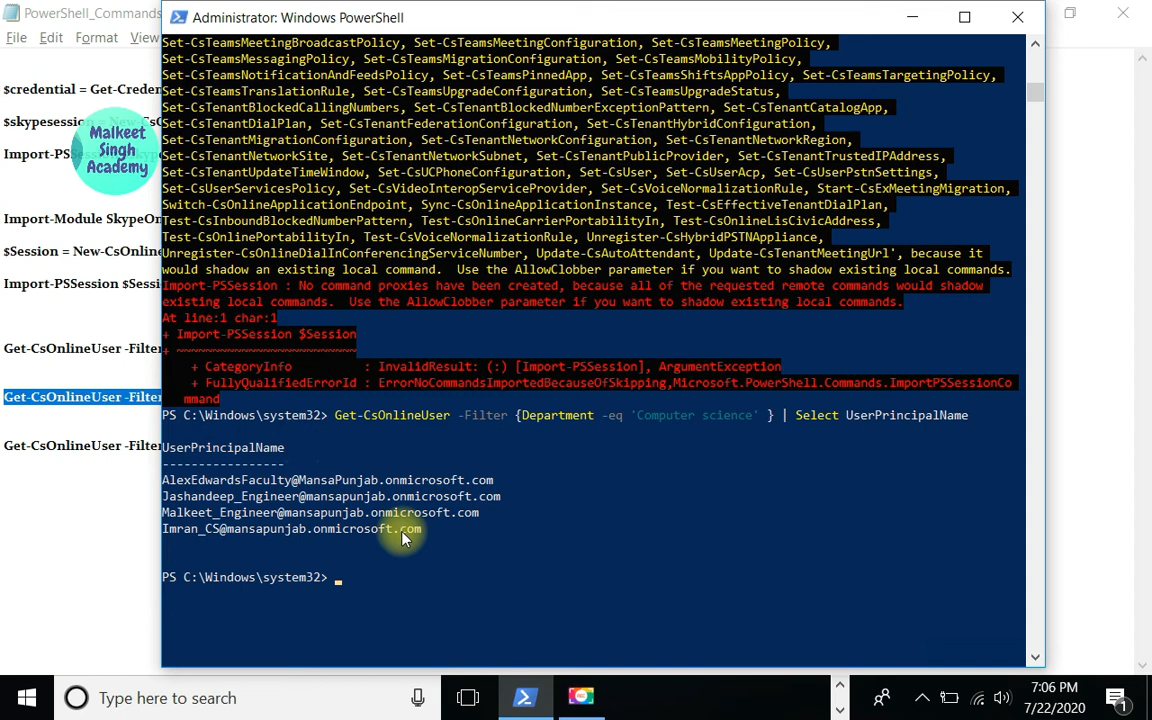 PowerShell_Commands
File Edit Format View
$credential = Get-Creden
$skypesession = New-CsO
Import-PSSe
Import-Module SkypeOn
$Session = New-CsOnline
Import-PSSession $Sessi
Get-CsOnlineUser -Filter
Get-CsOnlineUser -Filter
Get-CsOnlineUser -Filter
Malkeet
Singh
Academy
Administrator: Windows PowerShell
Set-CsTeamsMeetingBroadcastPolicy, Set-CsTeamsMeetingConfiguration, Set-CsTeamsMeetingPolicy,
Set-CsTeamsMessagingPolicy, Set-CsTeamsMigrationConfiguration, Set-CsTeamsMobilityPolicy,
Set-CsTeamsNotificationAndFeedsPolicy, Set-CsTeamsPinnedApp, Set-CsTeamsShiftsAppPolicy, Set-CsTeamsTargetingPolicy,
Set-CsTeamsTranslationRule, Set-CsTeamsUpgradeConfiguration, Set-CsTeamsUpgradeStatus,
Set-CsTenantBlockedCallingNumbers, Set-CsTenantBlockedNumberExceptionPattern, Set-CsTenantCatalogApp,
Set-CsTenantDialPlan, Set-CsTenantFederationConfiguration, Set-CsTenantHybridConfiguration,
Set-CsTenantMigrationConfiguration, Set-CsTenantNetworkConfiguration, Set-CsTenantNetworkRegion,
Set-CsTenantNetworkSite, Set-CsTenantNetworkSubnet, Set-CsTenantPublicProvider, Set-CsTenantTrustedIPAddress,
Set-CsTenantUpdateTimeWindow, Set-CsUCPhoneConfiguration, Set-CsUser, Set-CsUserAcp, Set-CsUserPstnSettings,
Set-CsUserServicesPolicy, Set-CsVideoInteropServiceProvider, Set-CsVoiceNormalizationRule, Start-CsExMeetingMigration,
Switch-CsOnlineApplicationEndpoint, Sync-CsOnlineApplicationInstance, Test-CsEffectiveTenantDialPlan,
Test-CsInboundBlockedNumberPattern, Test-CsOnlineCarrierPortabilityIn, Test-CsOnlineLisCivicAddress,
Test-CsOnlinePortabilityIn, Test-CsVoiceNormalizationRule, Unregister-CsHybridPSTNAppliance,
Unregister-CsOnlineDialInConferencingServiceNumber, Update-CsAutoAttendant, Update-CsTenantMeetingUrl', because it
would shadow an existing local command.  Use the AllowClobber parameter if you want to shadow existing local commands.
Import-PSSession : No command proxies have been created, because all of the requested remote commands would shadow
existing local commands.  Use the AllowClobber parameter if you want to shadow existing local commands.
At line:1 char:1
+ Import-PSSession $Session
+ ~~~~~~~~~~~~~~~~~~~~~~~~~
+ CategoryInfo          : InvalidResult: (:) [Import-PSSession], ArgumentException
+ FullyQualifiedErrorId : ErrorNoCommandsImportedBecauseOfSkipping,Microsoft.PowerShell.Commands.ImportPSSessionCo
mmand
PS C:\Windows\system32> Get-CsOnlineUser -Filter {Department -eq 'Computer science' } | Select UserPrincipalName
UserPrincipalName
-----------------
AlexEdwardsFaculty@MansaPunjab.onmicrosoft.com
Jashandeep_Engineer@mansapunjab.onmicrosoft.com
Malkeet_Engineer@mansapunjab.onmicrosoft.com
Imran_CS@mansapunjab.onmicrosoft.com
PS C:\Windows\system32>
Type here to search
REC
7:06 PM
7/22/2020
1